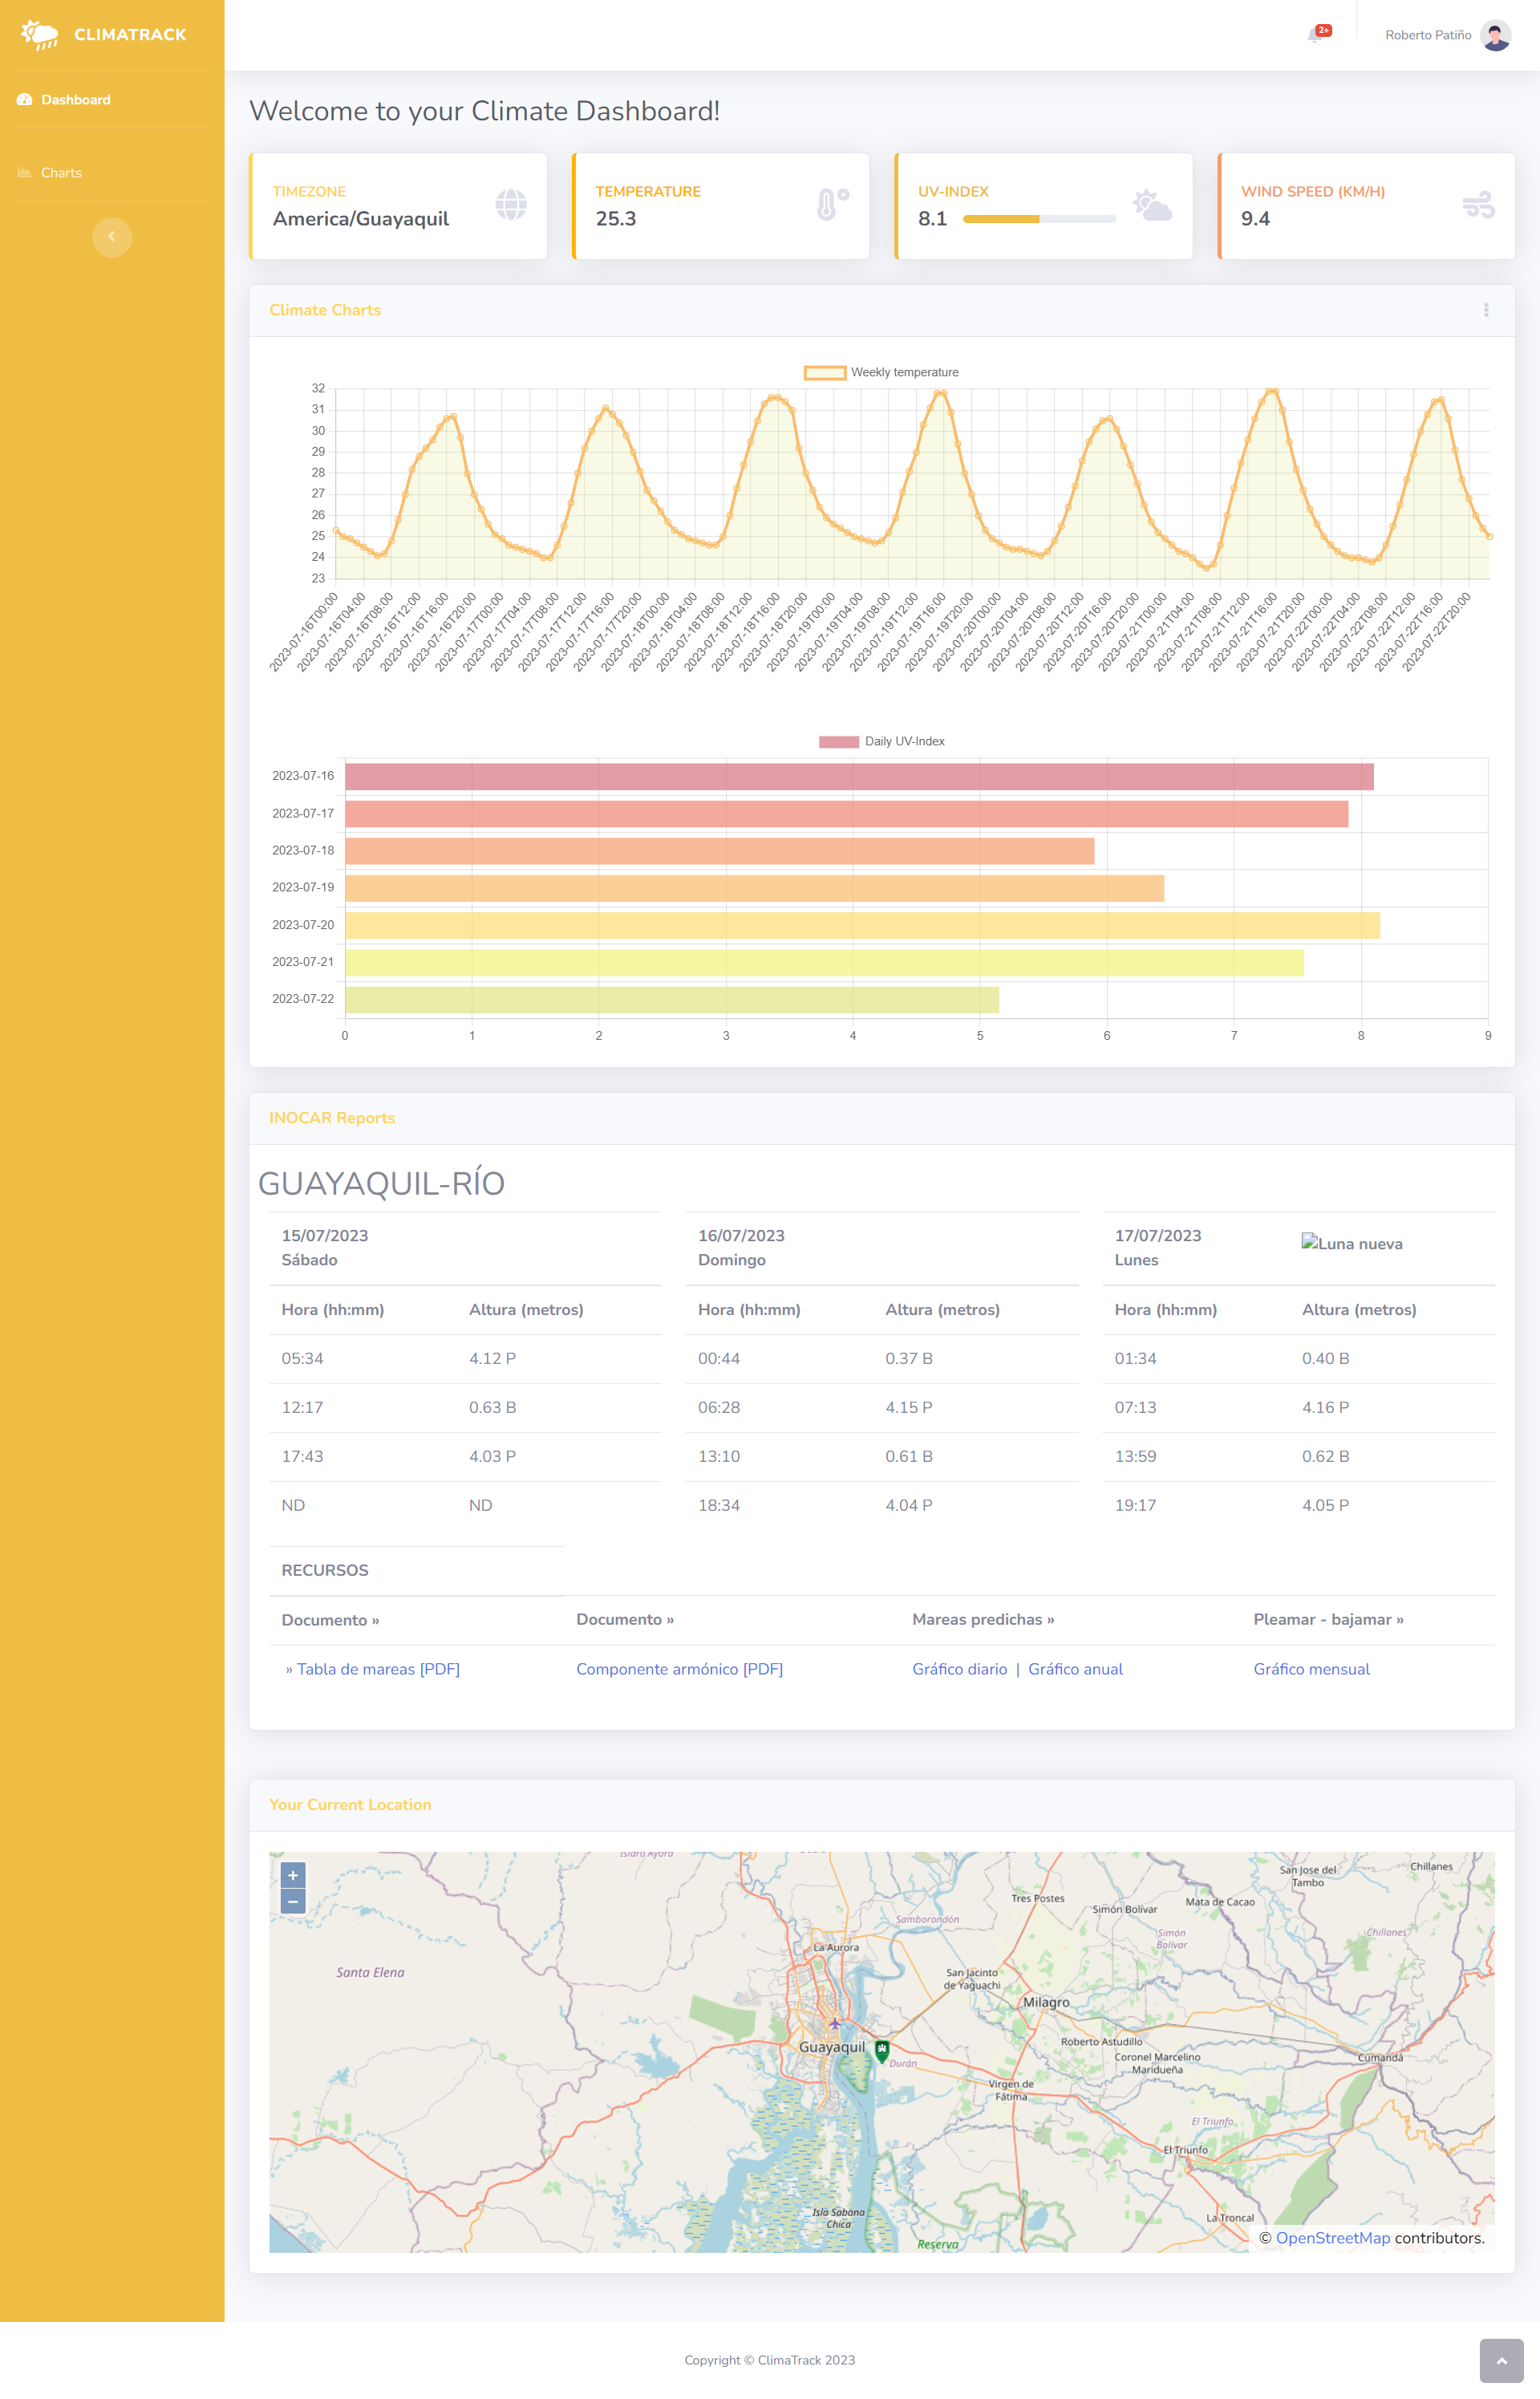 CLIMATRACK
Dashboard
Charts
2+
Roberto Patiño
Welcome to your Climate Dashboard!
TIMEZONE
America/Guayaquil
TEMPERATURE
25.3
UV-INDEX
8.1
WIND SPEED (KM/H)
9.4
Climate Charts
Weekly temperature
32
31
30
29
28
27
26
25
24
23
2023-07-16T00:00
2023-07-16T04:00
2023-07-16T08:00
2023-07-16T12:00
2023-07-16T16:00
2023-07-16T20:00
2023-07-17T00:00
2023-07-17T04:00
2023-07-17T08:00
2023-07-17T12:00
2023-07-17T16:00
2023-07-17T20:00
2023-07-18T00:00
2023-07-18T04:00
2023-07-18T08:00
2023-07-18T12:00
2023-07-18T16:00
2023-07-18T20:00
2023-07-19T00:00
2023-07-19T04:00
2023-07-19T08:00
2023-07-19T12:00
2023-07-19T16:00
2023-07-19T20:00
2023-07-20T00:00
2023-07-20T04:00
2023-07-20T08:00
2023-07-20T12:00
2023-07-20T16:00
2023-07-20T20:00
2023-07-21T00:00
2023-07-21T04:00
2023-07-21T08:00
2023-07-21T12:00
2023-07-21T16:00
2023-07-21T20:00
2023-07-22T00:00
2023-07-22T04:00
2023-07-22T08:00
2023-07-22T12:00
2023-07-22T16:00
2023-07-22T20:00
Daily UV-Index
2023-07-16
2023-07-17
2023-07-18
2023-07-19
2023-07-20
2023-07-21
2023-07-22
0 1 2 3 4 5 6 7 8 9
INOCAR Reports
GUAYAQUIL-RÍO
15/07/2023
Sábado
Hora (hh:mm) Altura (metros)
05:34 4.12 P
12:17 0.63 B
17:43 4.03 P
ND ND
16/07/2023
Domingo
Hora (hh:mm) Altura (metros)
00:44 0.37 B
06:28 4.15 P
13:10 0.61 B
18:34 4.04 P
17/07/2023
Lunes
Luna nueva
Hora (hh:mm) Altura (metros)
01:34 0.40 B
07:13 4.16 P
13:59 0.62 B
19:17 4.05 P
RECURSOS
Documento » Documento » Mareas predichas » Pleamar - bajamar »
» Tabla de mareas [PDF] Componente armónico [PDF] Gráfico diario | Gráfico anual Gráfico mensual
Your Current Location
+
−
Isidro Ayora
San Jose del
Tambo
Chillanes
Tres Postes
Mata de Cacao
Simón Bolívar
Samborondón
Simón
Bolívar
Chillanes
La Aurora
Santa Elena
San Jacinto
de Yaguachi
Milagro
Roberto Astudillo
Guayaquil
Durán
Coronel Marcelino
Maridueña
Cumandá
Virgen de
Fátima
El Triunfo
El Triunfo
Isla Sabana
Chica
La Troncal
Reserva
© OpenStreetMap contributors.
Copyright © ClimaTrack 2023